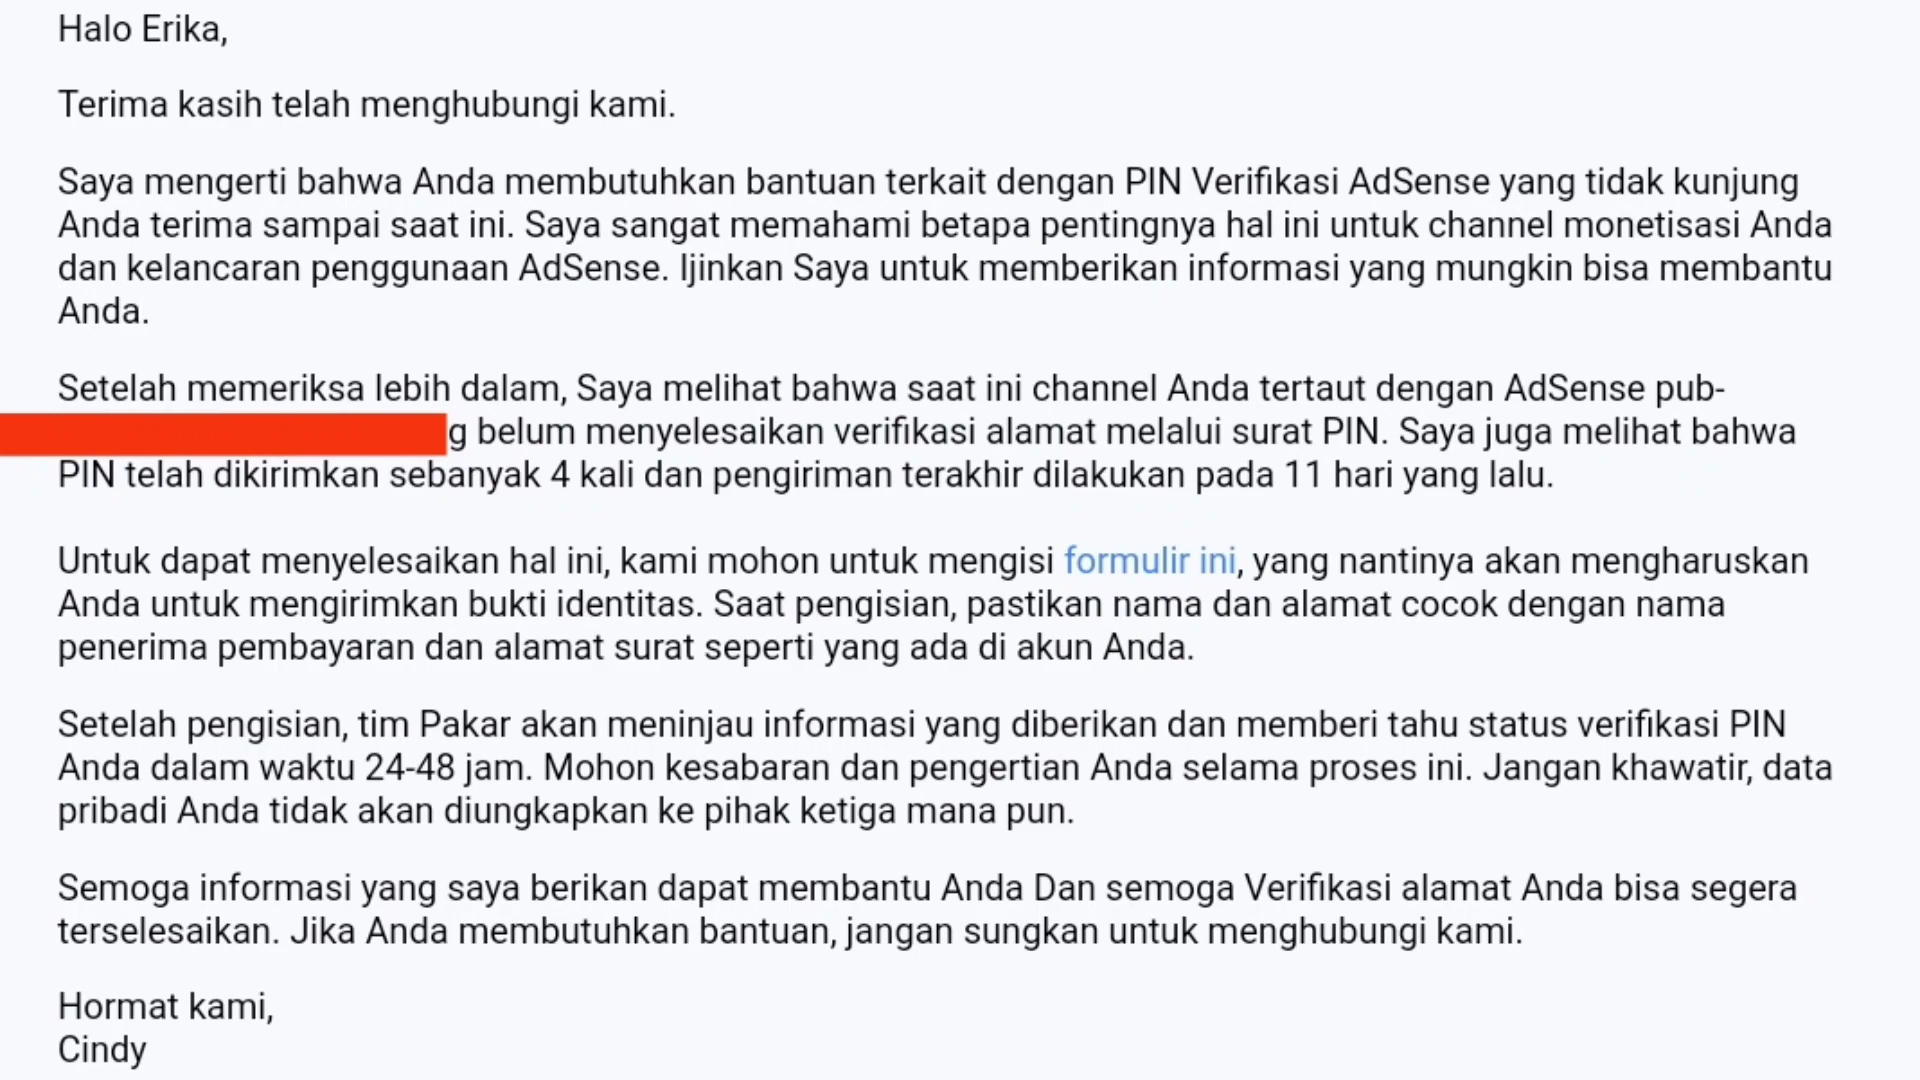 Halo Erika,
Terima kasih telah menghubungi kami.
Saya mengerti bahwa Anda membutuhkan bantuan terkait dengan PIN Verifikasi AdSense yang tidak kunjung
Anda terima sampai saat ini. Saya sangat memahami betapa pentingnya hal ini untuk channel monetisasi Anda
dan kelancaran penggunaan AdSense. Ijinkan Saya untuk memberikan informasi yang mungkin bisa membantu
Anda.
Setelah memeriksa lebih dalam, Saya melihat bahwa saat ini channel Anda tertaut dengan AdSense pub-
g belum menyelesaikan verifikasi alamat melalui surat PIN. Saya juga melihat bahwa
PIN telah dikirimkan sebanyak 4 kali dan pengiriman terakhir dilakukan pada 11 hari yang lalu.
Untuk dapat menyelesaikan hal ini, kami mohon untuk mengisi formulir ini, yang nantinya akan mengharuskan
Anda untuk mengirimkan bukti identitas. Saat pengisian, pastikan nama dan alamat cocok dengan nama
penerima pembayaran dan alamat surat seperti yang ada di akun Anda.
Setelah pengisian, tim Pakar akan meninjau informasi yang diberikan dan memberi tahu status verifikasi PIN
Anda dalam waktu 24-48 jam. Mohon kesabaran dan pengertian Anda selama proses ini. Jangan khawatir, data
pribadi Anda tidak akan diungkapkan ke pihak ketiga mana pun.
Semoga informasi yang saya berikan dapat membantu Anda Dan semoga Verifikasi alamat Anda bisa segera
terselesaikan. Jika Anda membutuhkan bantuan, jangan sungkan untuk menghubungi kami.
Hormat kami,
Cindy